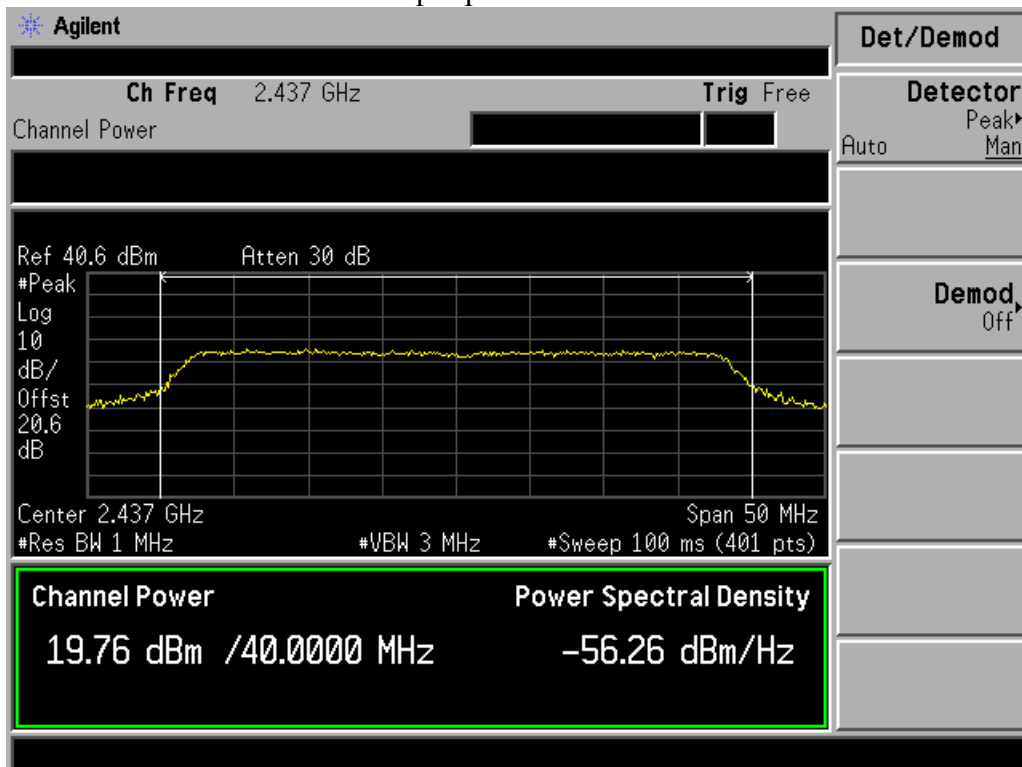 Agilent
Det/Demod
Ch Freq 2.437 GHz Trig Free
Channel Power
Detector
Peak
Auto Man
Ref 40.6 dBm Atten 30 dB
#Peak
Log
10
dB/
Offst
20.6
dB
Demod
Off
Center 2.437 GHz Span 50 MHz
#Res BW 1 MHz #VBW 3 MHz #Sweep 100 ms (401 pts)
Channel Power Power Spectral Density
19.76 dBm /40.0000 MHz -56.26 dBm/Hz